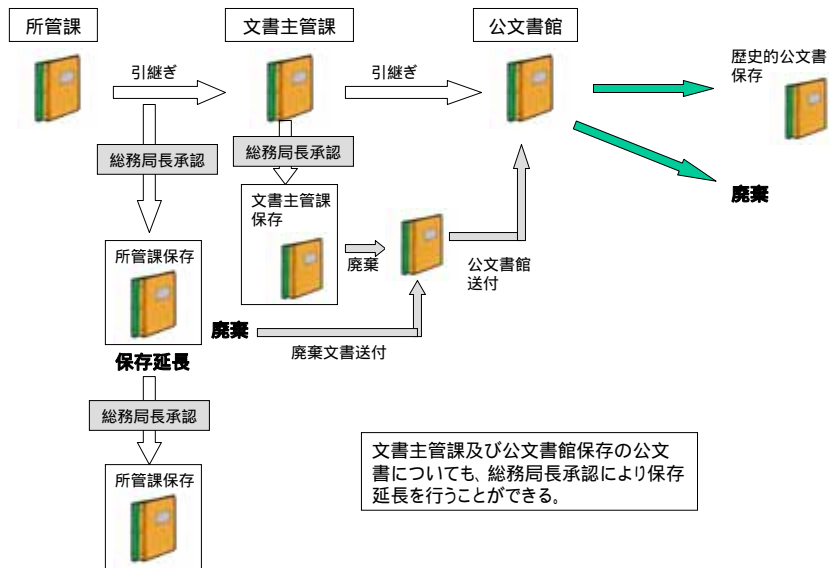 所管課
文書主管課
公文書館
引継ぎ
引継ぎ
歴史的公文書
保存
総務局長承認
総務局長承認
文書主管課
保存
廃棄
所管課保存
廃棄
公文書館
送付
廃棄
廃棄文書送付
保存延長
総務局長承認
所管課保存
文書主管課及び公文書館保存の公文
書についても、総務局長承認により保存
延長を行うことができる。